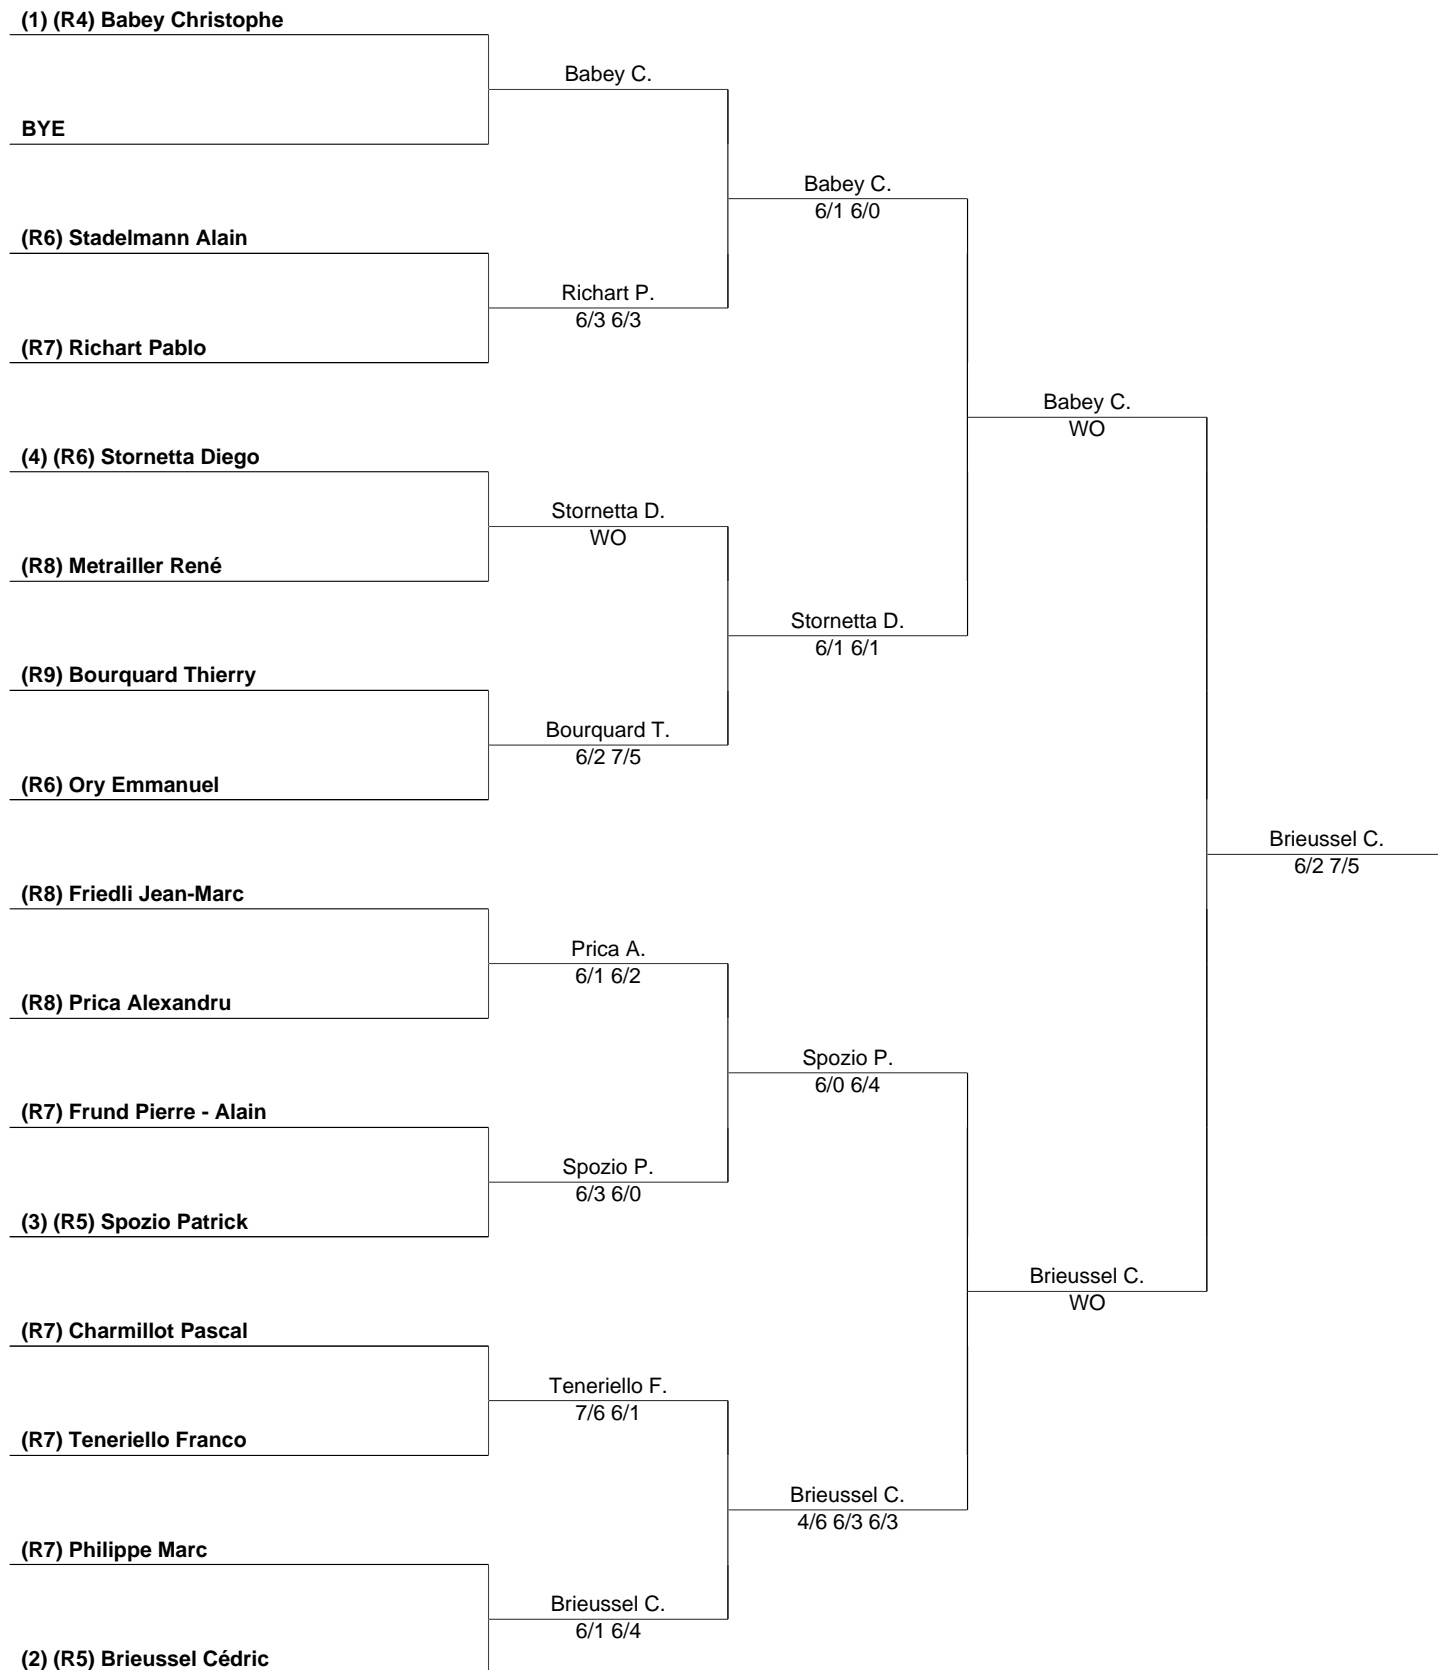 (1) (R4) Babey Christophe
Babey C.
BYE
Babey C.
6/1 6/0
(R6) Stadelmann Alain
Richart P.
6/3 6/3
(R7) Richart Pablo
Babey C.
WO
(4) (R6) Stornetta Diego
Stornetta D.
WO
(R8) Metrailler René
Stornetta D.
6/1 6/1
(R9) Bourquard Thierry
Bourquard T.
6/2 7/5
(R6) Ory Emmanuel
Brieussel C.
6/2 7/5
(R8) Friedli Jean-Marc
Prica A.
6/1 6/2
(R8) Prica Alexandru
Spozio P.
6/0 6/4
(R7) Frund Pierre - Alain
Spozio P.
6/3 6/0
(3) (R5) Spozio Patrick
Brieussel C.
WO
(R7) Charmillot Pascal
Teneriello F.
7/6 6/1
(R7) Teneriello Franco
Brieussel C.
4/6 6/3 6/3
(R7) Philippe Marc
Brieussel C.
6/1 6/4
(2) (R5) Brieussel Cédric